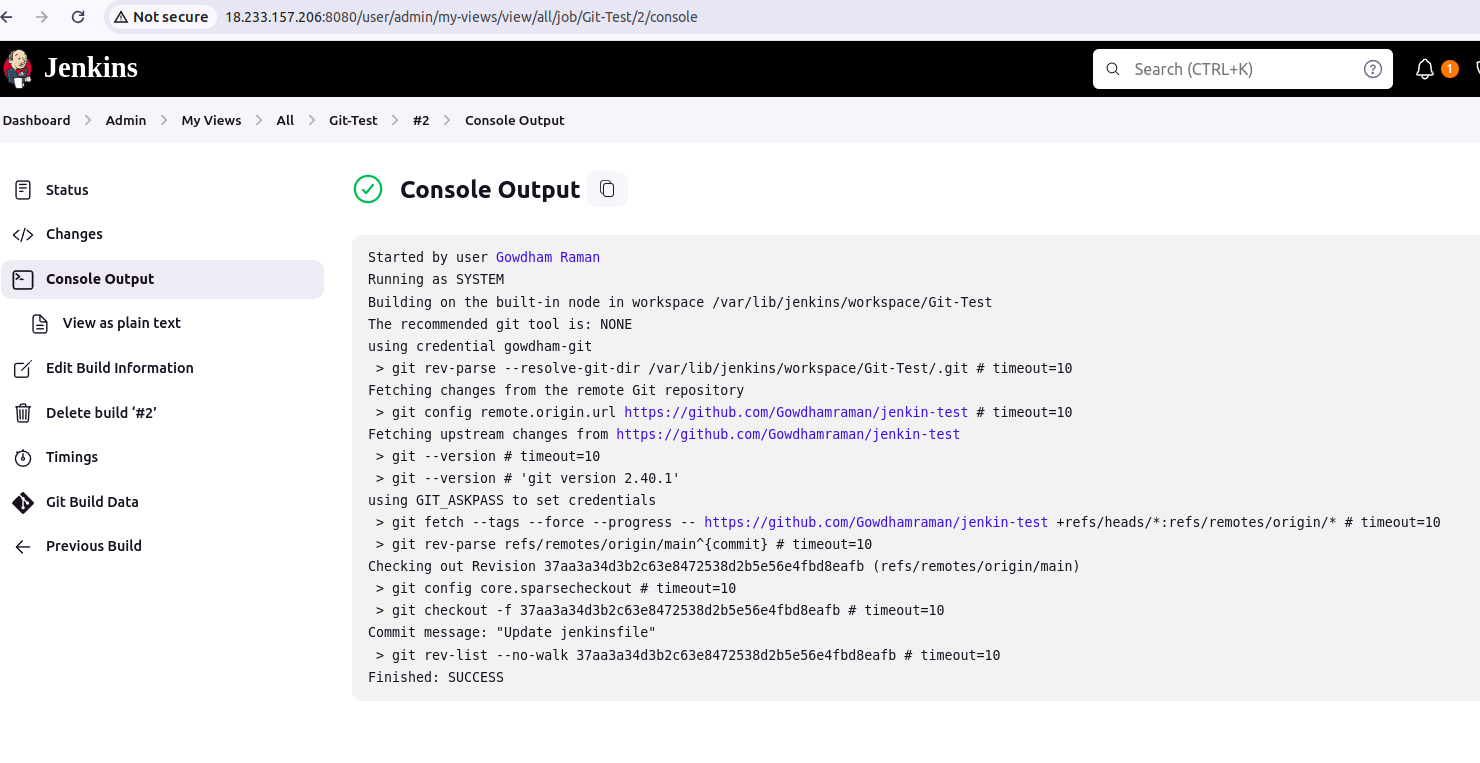 Not secure 18.233.157.206:8080/user/admin/my-views/view/all/job/Git-Test/2/console
Jenkins
Search (CTRL+K)
?
1
Dashboard > Admin > My Views > All > Git-Test > #2 > Console Output
Status
Changes
Console Output
View as plain text
Edit Build Information
Delete build ‘#2’
Timings
Git Build Data
Previous Build
Console Output
Started by user Gowdham Raman
Running as SYSTEM
Building on the built-in node in workspace /var/lib/jenkins/workspace/Git-Test
The recommended git tool is: NONE
using credential gowdham-git
 > git rev-parse --resolve-git-dir /var/lib/jenkins/workspace/Git-Test/.git # timeout=10
Fetching changes from the remote Git repository
 > git config remote.origin.url https://github.com/Gowdhamraman/jenkin-test # timeout=10
Fetching upstream changes from https://github.com/Gowdhamraman/jenkin-test
 > git --version # timeout=10
 > git --version # 'git version 2.40.1'
using GIT_ASKPASS to set credentials
 > git fetch --tags --force --progress -- https://github.com/Gowdhamraman/jenkin-test +refs/heads/*:refs/remotes/origin/* # timeout=10
 > git rev-parse refs/remotes/origin/main^{commit} # timeout=10
Checking out Revision 37aa3a34d3b2c63e8472538d2b5e56e4fbd8eafb (refs/remotes/origin/main)
 > git config core.sparsecheckout # timeout=10
 > git checkout -f 37aa3a34d3b2c63e8472538d2b5e56e4fbd8eafb # timeout=10
Commit message: "Update jenkinsfile"
 > git rev-list --no-walk 37aa3a34d3b2c63e8472538d2b5e56e4fbd8eafb # timeout=10
Finished: SUCCESS